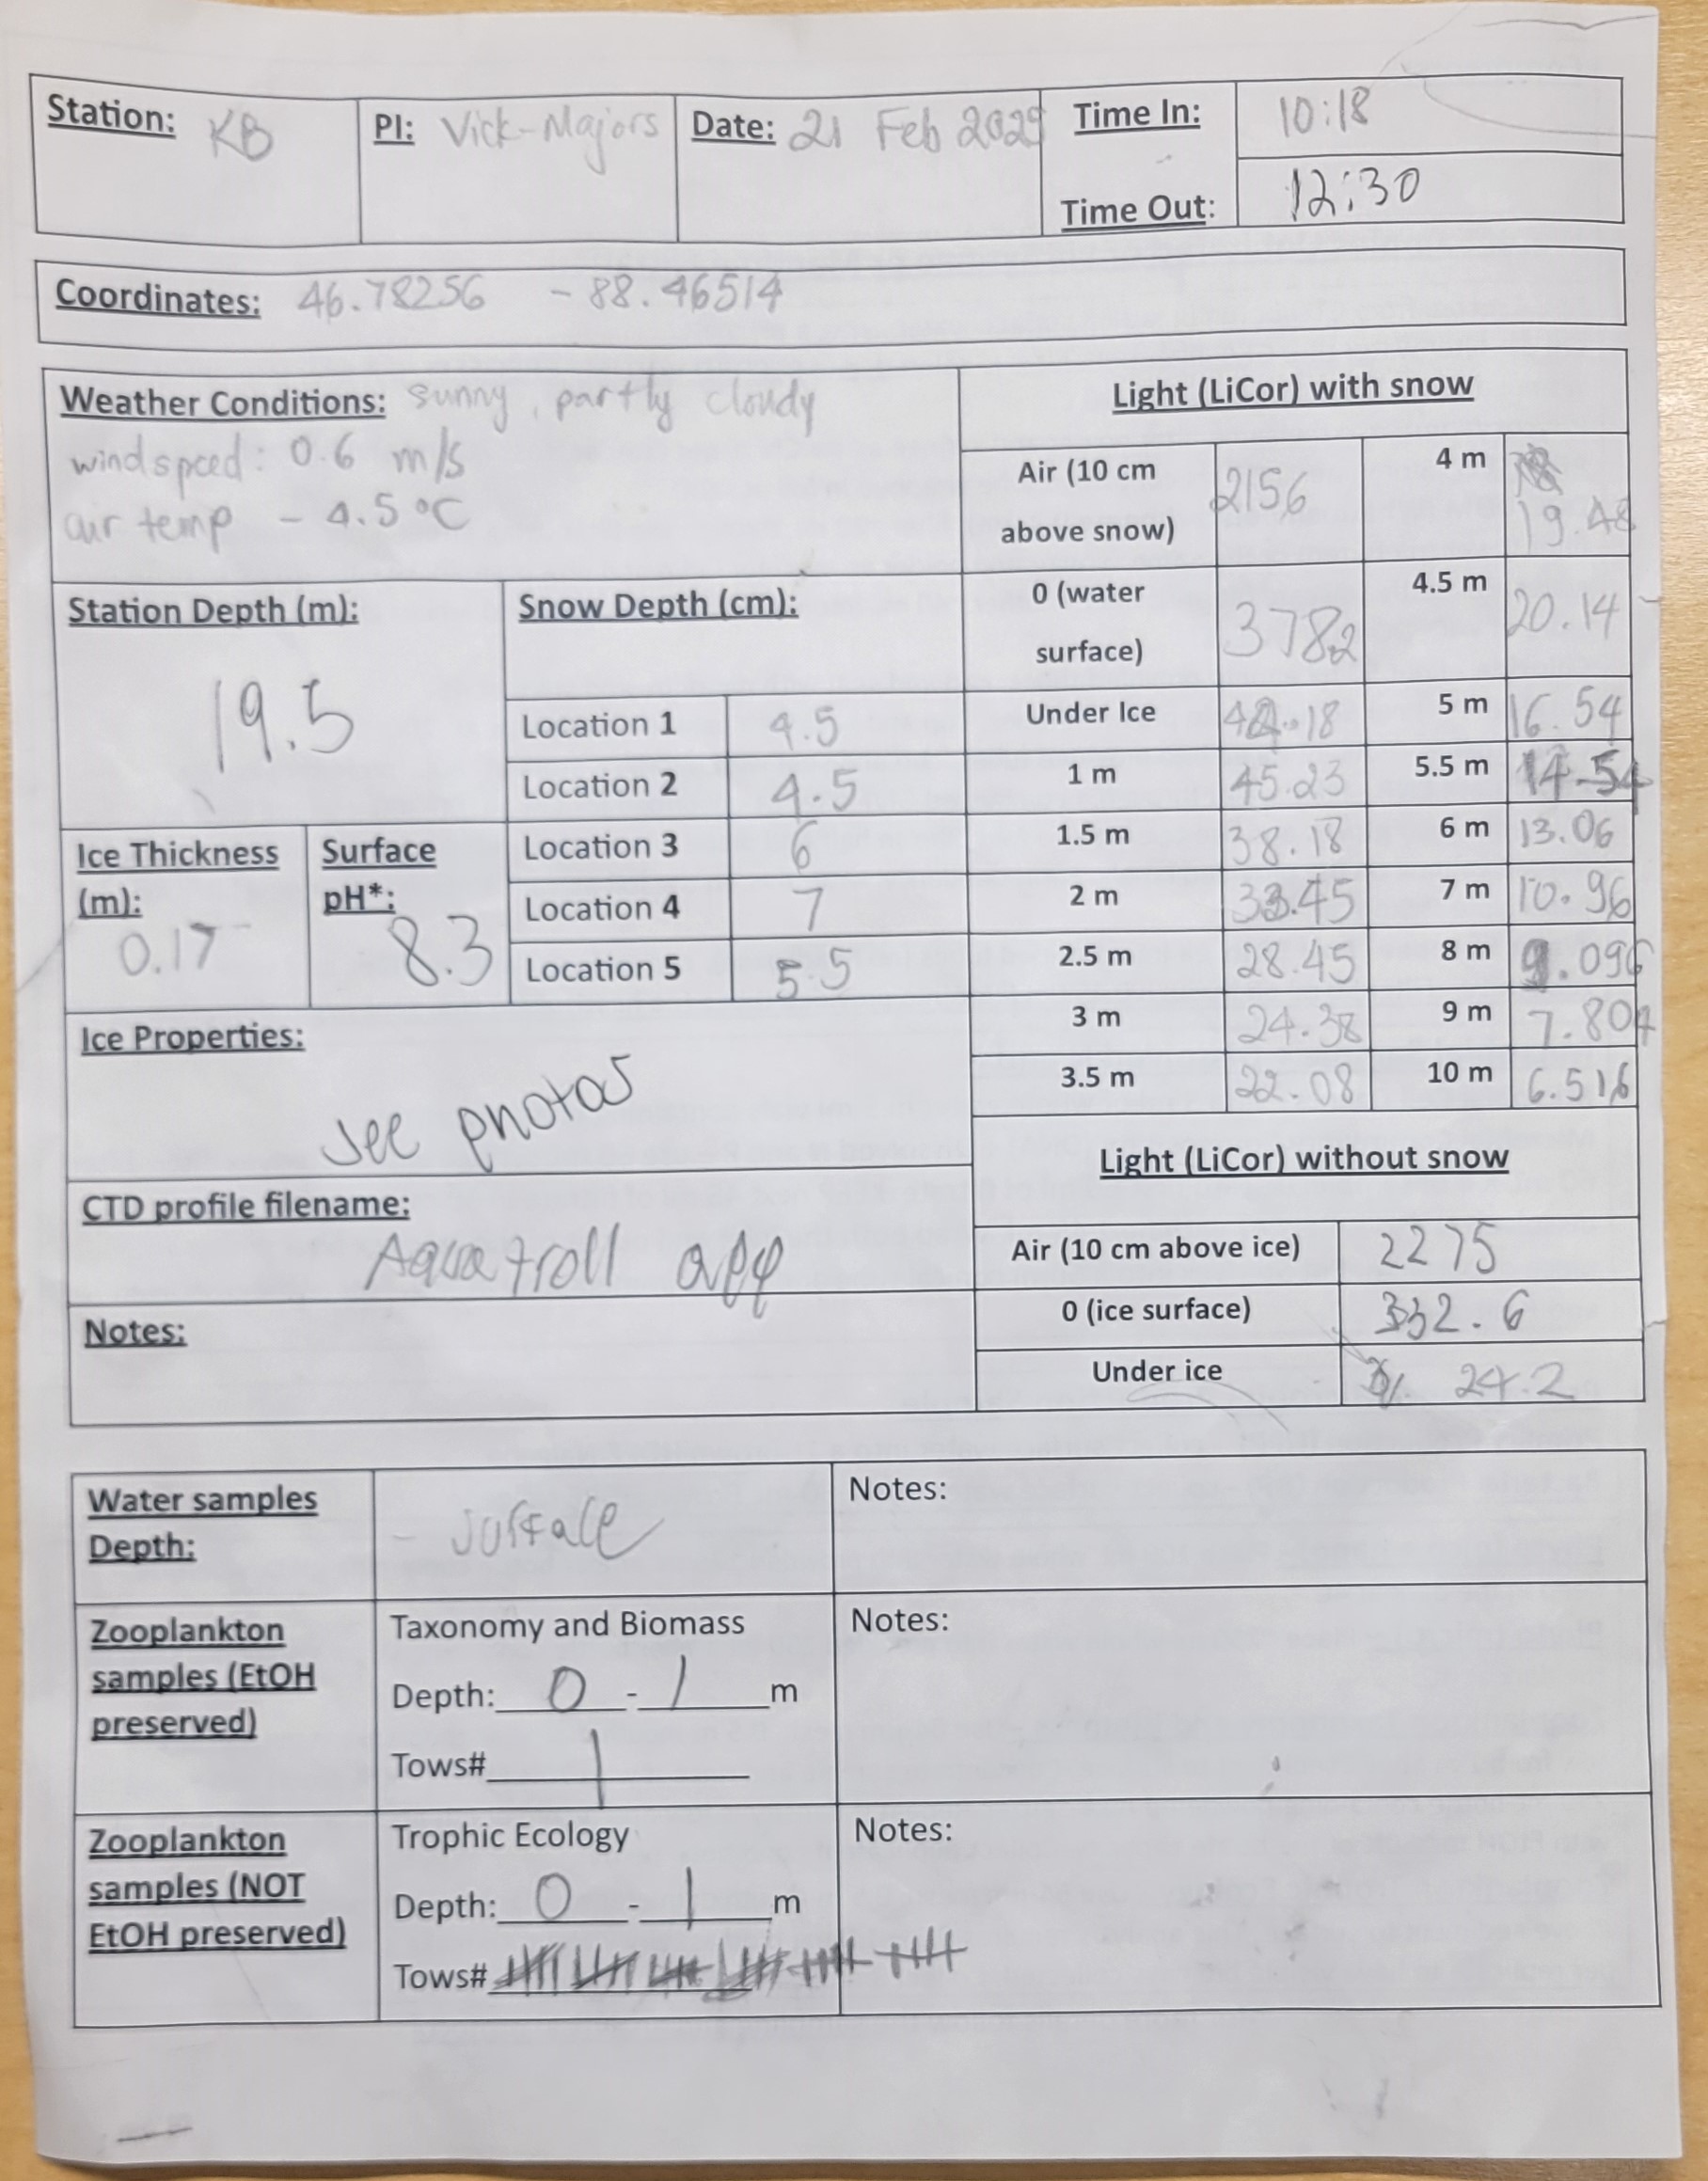 Station: KB
PI: Vick-Majors
Date: 21 Feb 2025
Time In: 10:18
Time Out: 12:30
Coordinates: 46.78256 -88.46514
Weather Conditions: sunny, partly cloudy
windspeed: 0.6 m/s
air temp - 4.5 °C
Station Depth (m):
19.5
Snow Depth (cm):
Location 1 4.5
Location 2 4.5
Location 3 6
Location 4 7
Location 5 5.5
Ice Thickness (m):
0.17
Surface pH*:
8.3
Ice Properties:
see photos
CTD profile filename:
Aqua troll app
Notes:
Light (LiCor) with snow
Air (10 cm above snow) 2156
4 m 19.48
0 (water surface) 378.2
4.5 m 20.14
Under Ice
5 m 16.54
1 m 45.23
5.5 m 14.54
1.5 m 38.18
6 m 13.06
2 m 33.45
7 m 10.96
2.5 m 28.45
8 m 9.096
3 m 24.38
9 m 7.804
3.5 m 22.08
10 m 6.516
Light (LiCor) without snow
Air (10 cm above ice) 2275
0 (ice surface) 332.6
Under ice 24.2
Water samples Depth:
- surface
Notes:
Zooplankton samples (EtOH preserved)
Taxonomy and Biomass
Depth: 0 - 1 m
Tows# 1
Notes:
Zooplankton samples (NOT EtOH preserved)
Trophic Ecology
Depth: 0 - 1 m
Tows#
Notes: